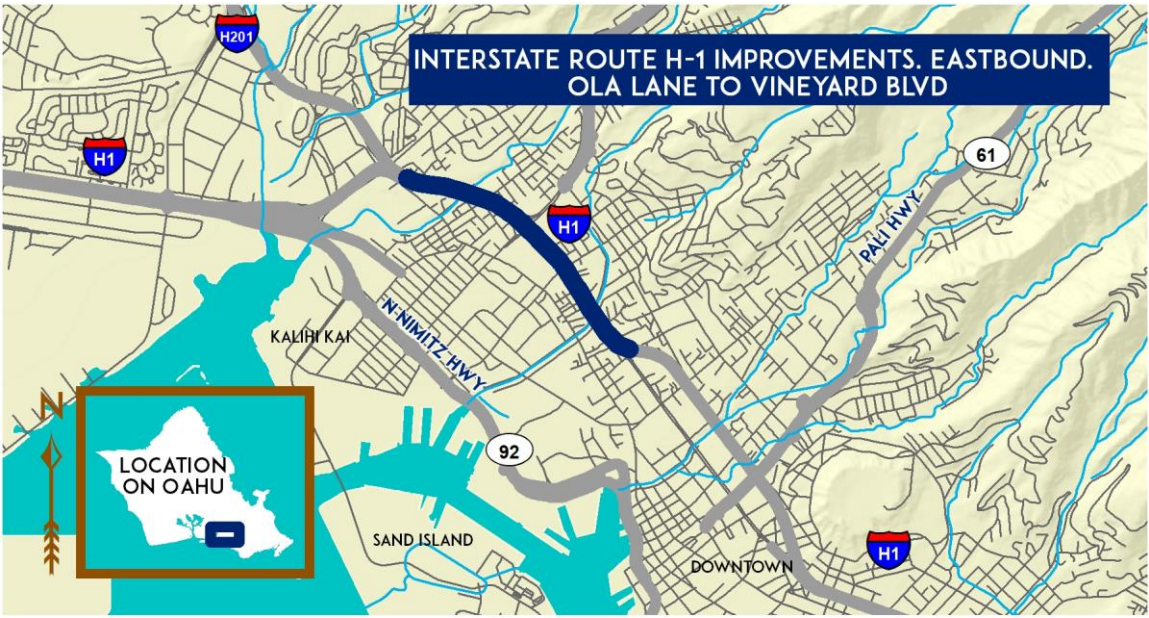 H201
INTERSTATE ROUTE H-1 IMPROVEMENTS. EASTBOUND.
OLA LANE TO VINEYARD BLVD
H1
61
H1
PALI HWY
KALIHI KAI
N NIMITZ HWY
N
LOCATION
ON OAHU
92
SAND ISLAND
H1
DOWNTOWN